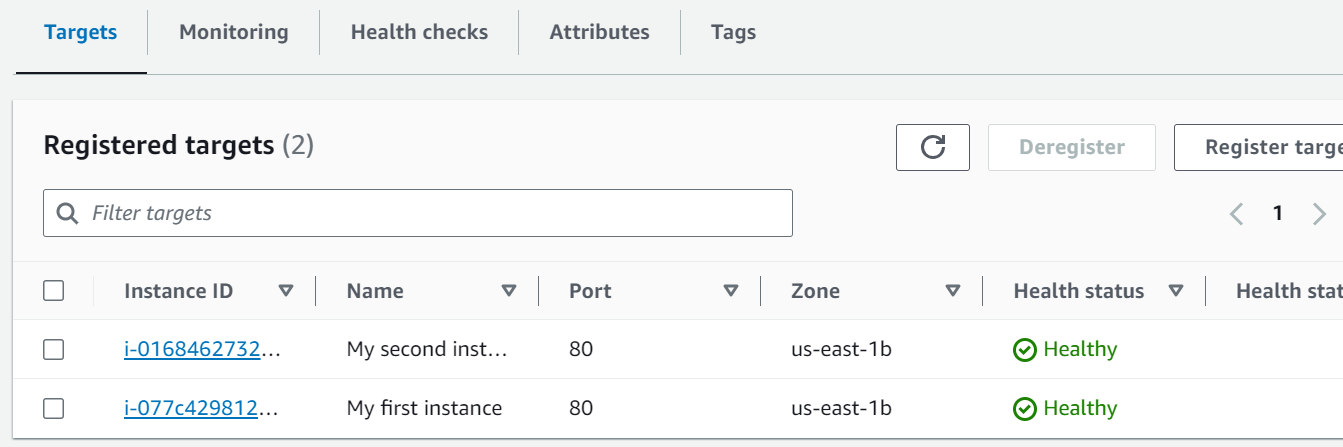 Targets Monitoring Health checks Attributes Tags
Registered targets (2) Deregister Register targe
Filter targets 1
Instance ID Name Port Zone Health status Health stat
i-0168462732... My second inst... 80 us-east-1b Healthy
i-077c429812... My first instance 80 us-east-1b Healthy